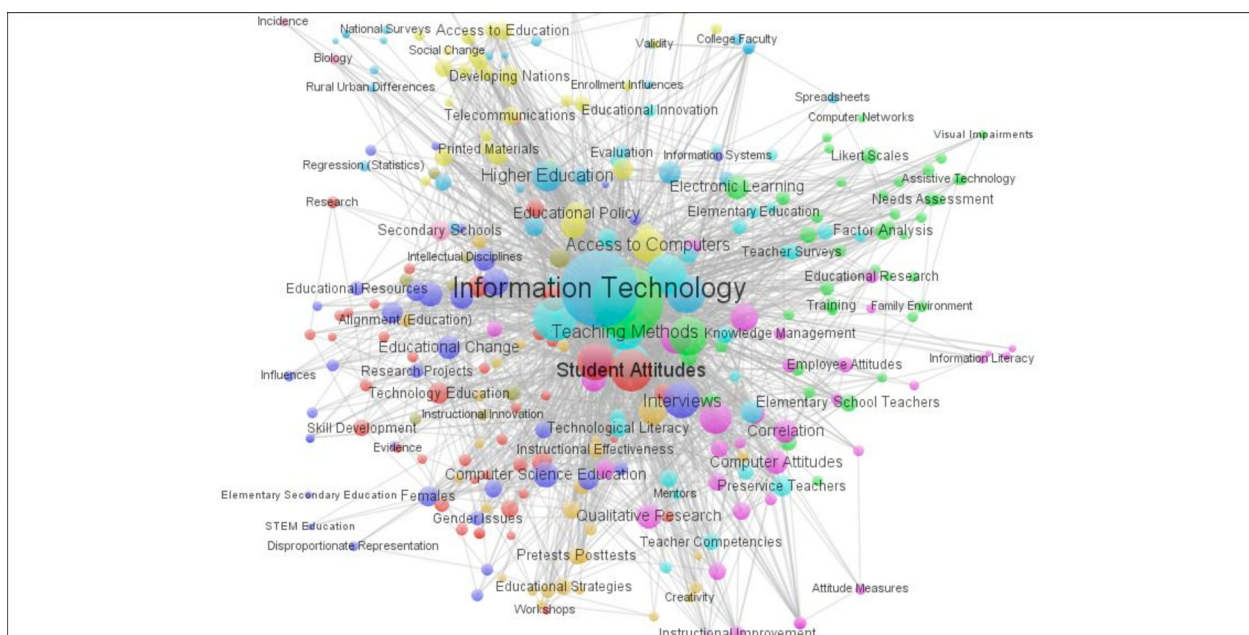 Incidence
National Surveys
Access to Education
Social Change
Validity
College Faculty
Biology
Developing Nations
Rural Urban Differences
Enrollment Influences
Spreadsheets
Telecommunications
Educational Innovation
Computer Networks
Visual Impairments
Printed Materials
Evaluation
Information Systems
Likert Scales
Regression (Statistics)
Higher Education
Electronic Learning
Assistive Technology
Research
Needs Assessment
Educational Policy
Elementary Education
Secondary Schools
Factor Analysis
Access to Computers
Teacher Surveys
Intellectual Disciplines
Educational Research
Educational Resources
Information Technology
Training
Family Environment
Alignment (Education)
Teaching Methods
Knowledge Management
Educational Change
Information Literacy
Employee Attitudes
Influences
Research Projects
Student Attitudes
Technology Education
Interviews
Elementary School Teachers
Instructional Innovation
Skill Development
Technological Literacy
Correlation
Evidence
Instructional Effectiveness
Computer Attitudes
Computer Science Education
Preservice Teachers
Elementary Secondary Education
Females
Mentors
Gender Issues
Qualitative Research
STEM Education
Teacher Competencies
Disproportionate Representation
Pretests Posttests
Educational Strategies
Attitude Measures
Creativity
Workshops
Instructional Improvement